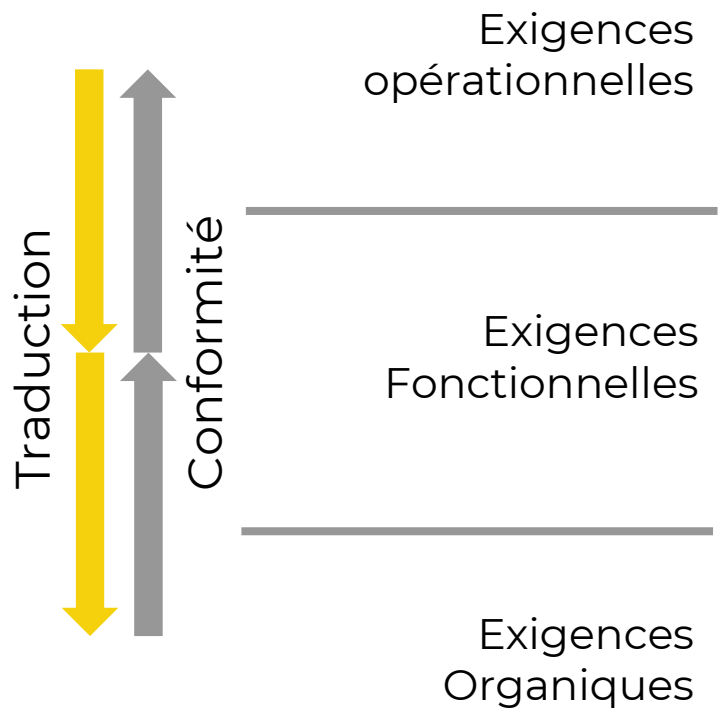 Exigences
opérationnelles
Traduction
Conformité
Exigences
Fonctionnelles
Exigences
Organiques